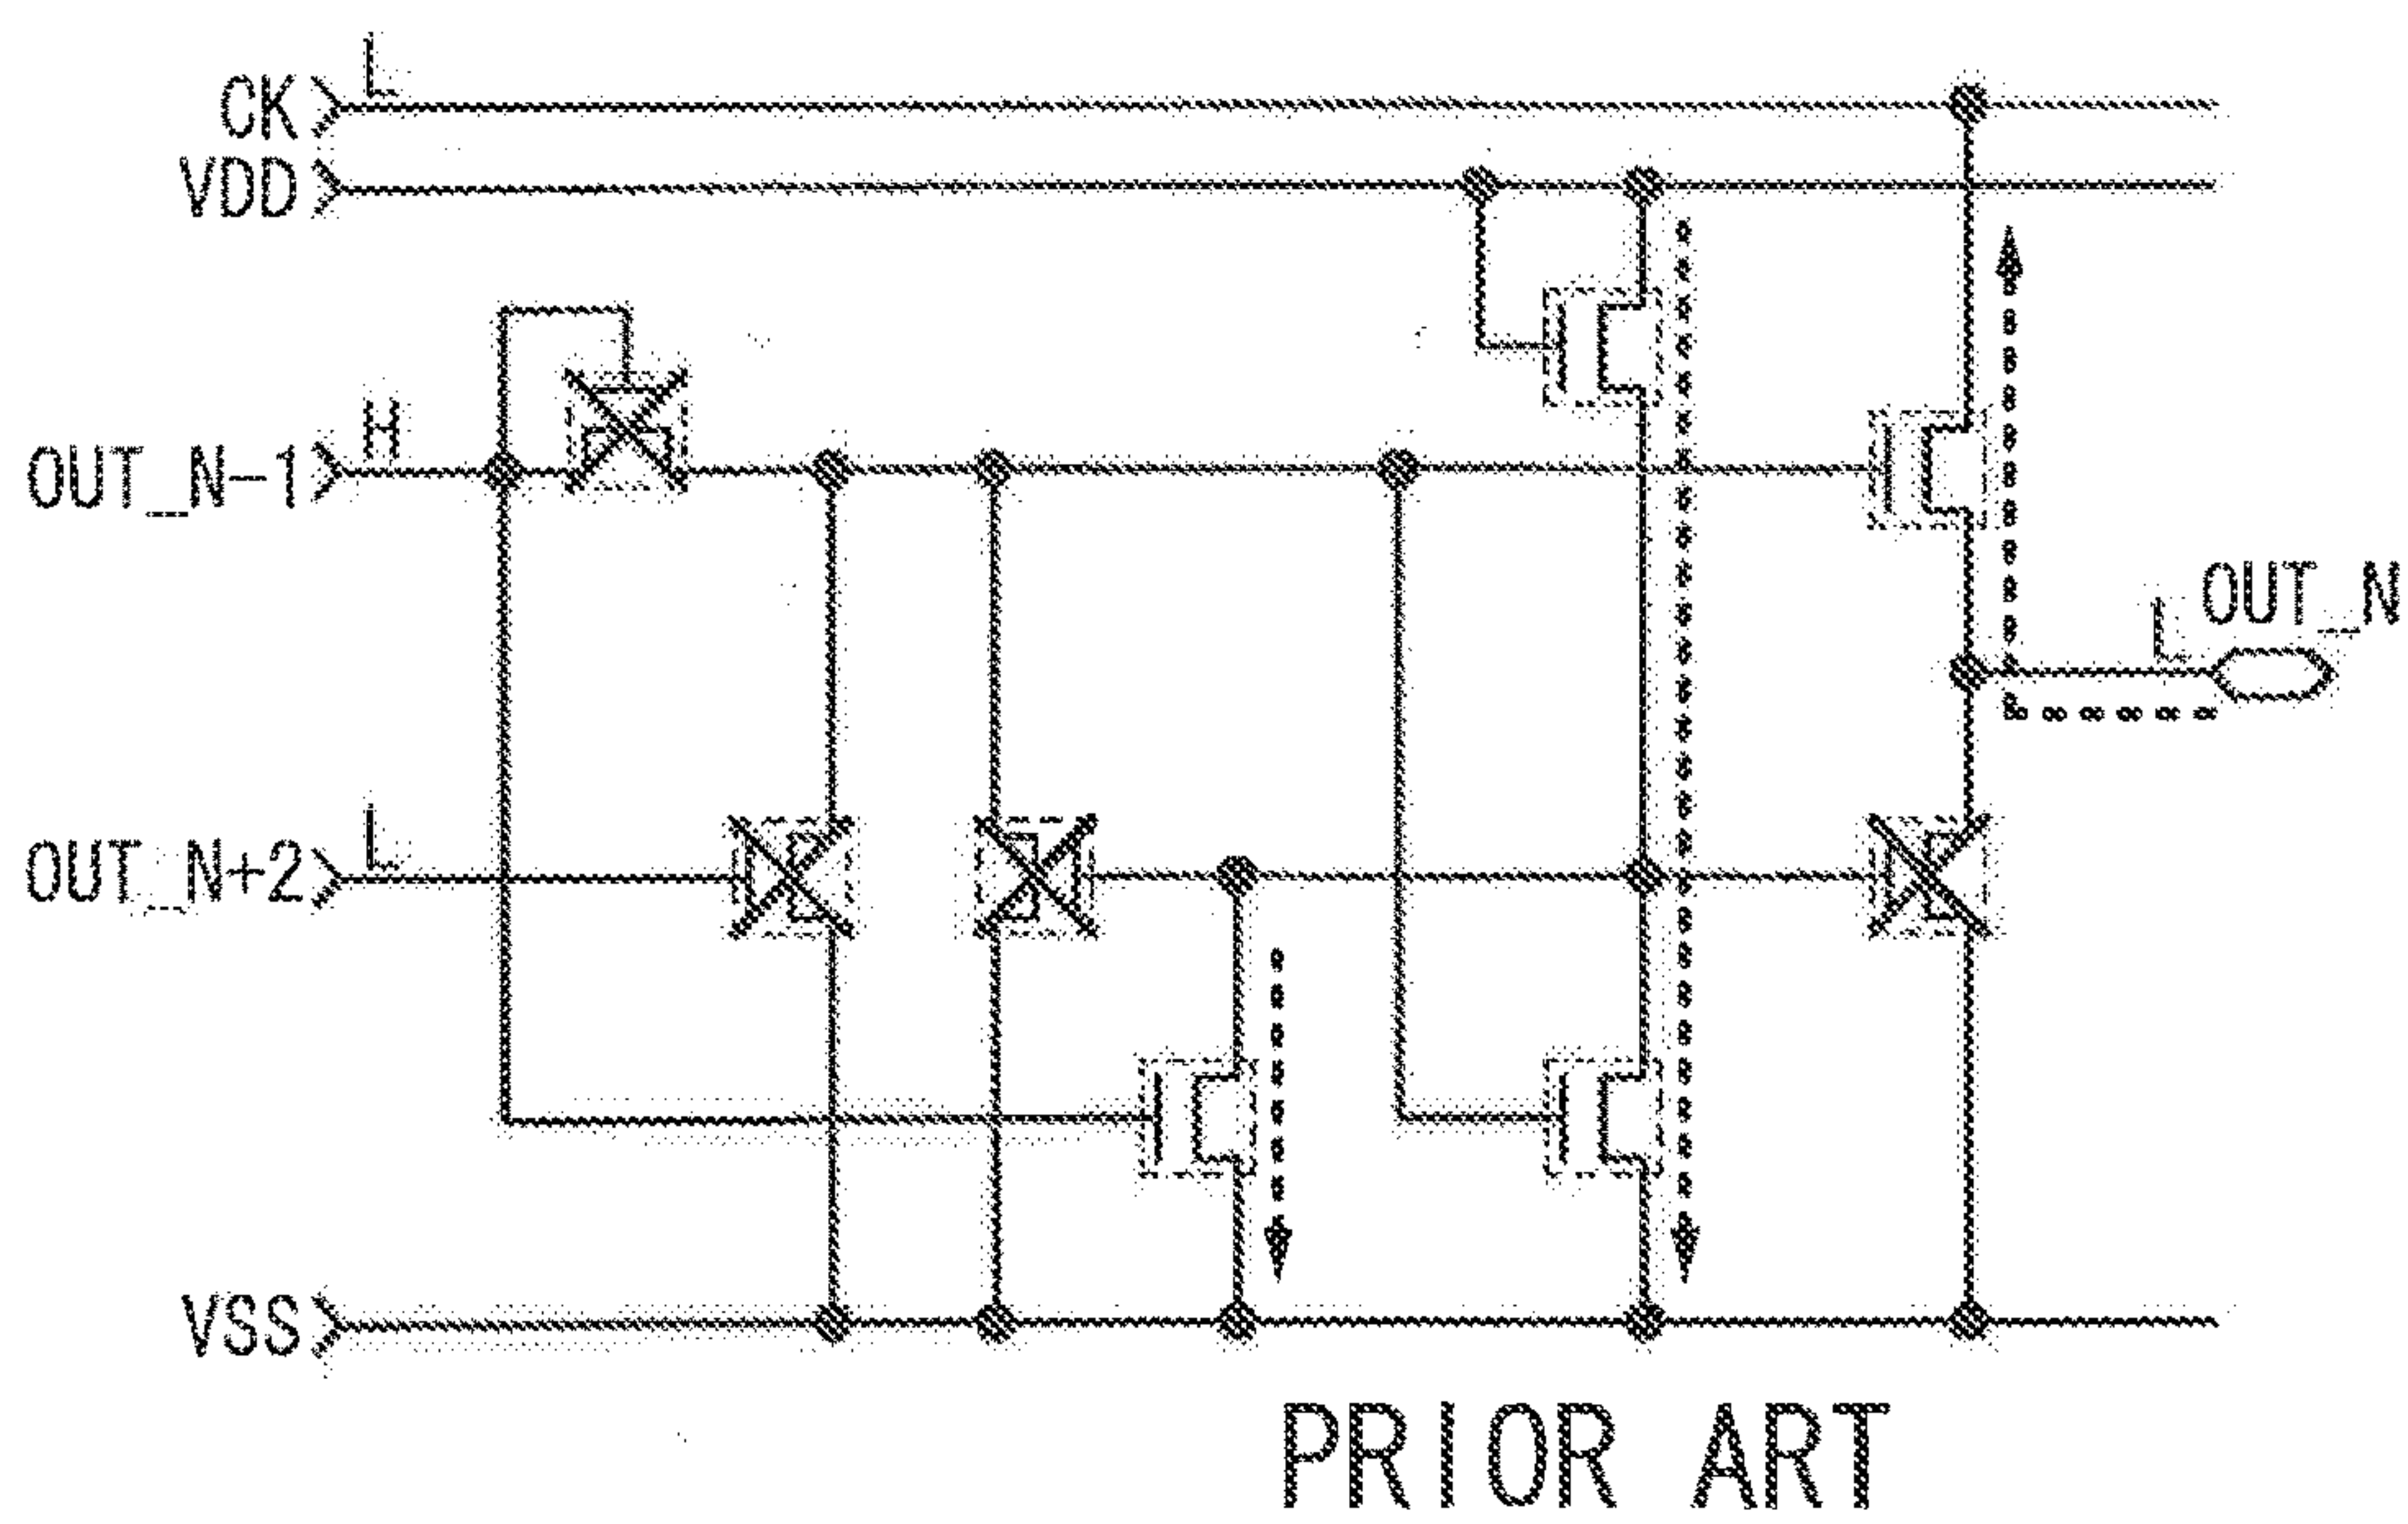 CK
L
VDD
OUT_N-1
H
OUT_N
L
OUT_N+2
L
VSS
PRIOR ART